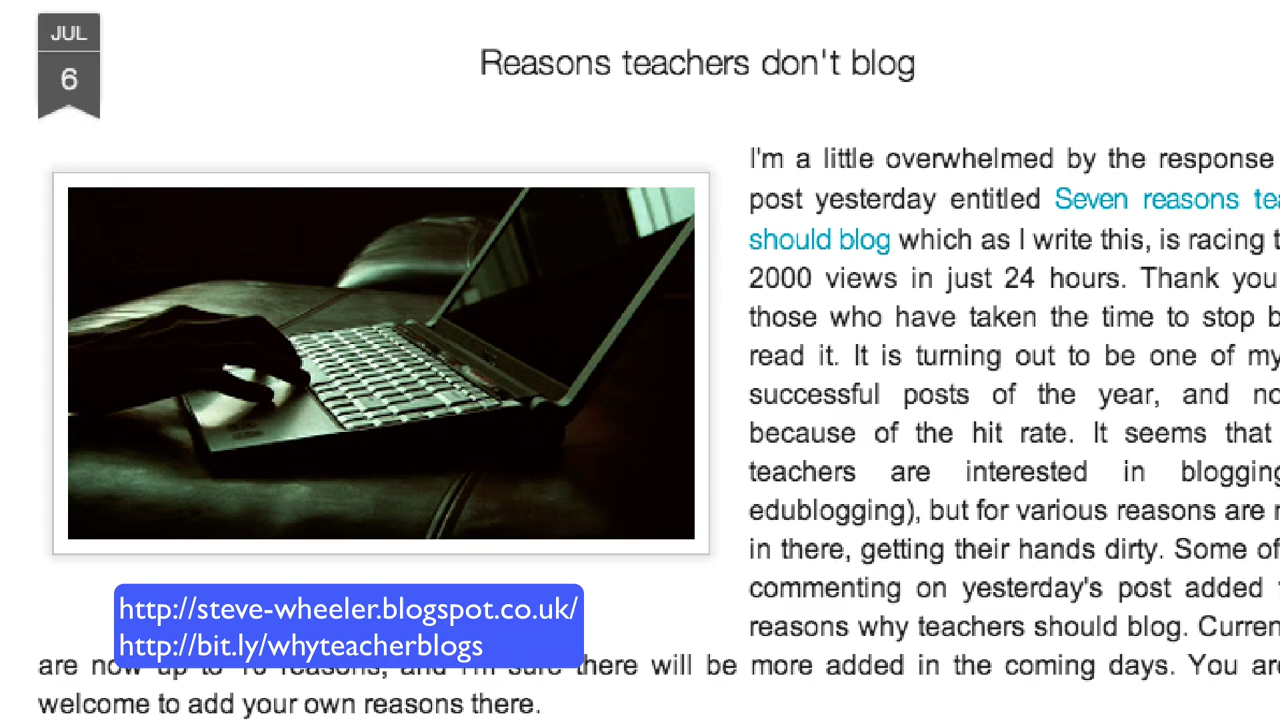 JUL
6
Reasons teachers don't blog
I'm a little overwhelmed by the response
post yesterday entitled Seven reasons
should blog which as I write this, is racing
2000 views in just 24 hours. Thank you
those who have taken the time to stop
read it. It is turning out to be one of my
successful posts of the year, and
because of the hit rate. It seems that
teachers are interested in blogging
edublogging), but for various reasons are
in there, getting their hands dirty. Some of
commenting on yesterday's post added
reasons why teachers should blog.
http://steve-wheeler.blogspot.co.uk/
http://bit.ly/whyteacherblogs
are now up to reasons, and I'm sure there will be more added in the coming days. You are
welcome to add your own reasons there.